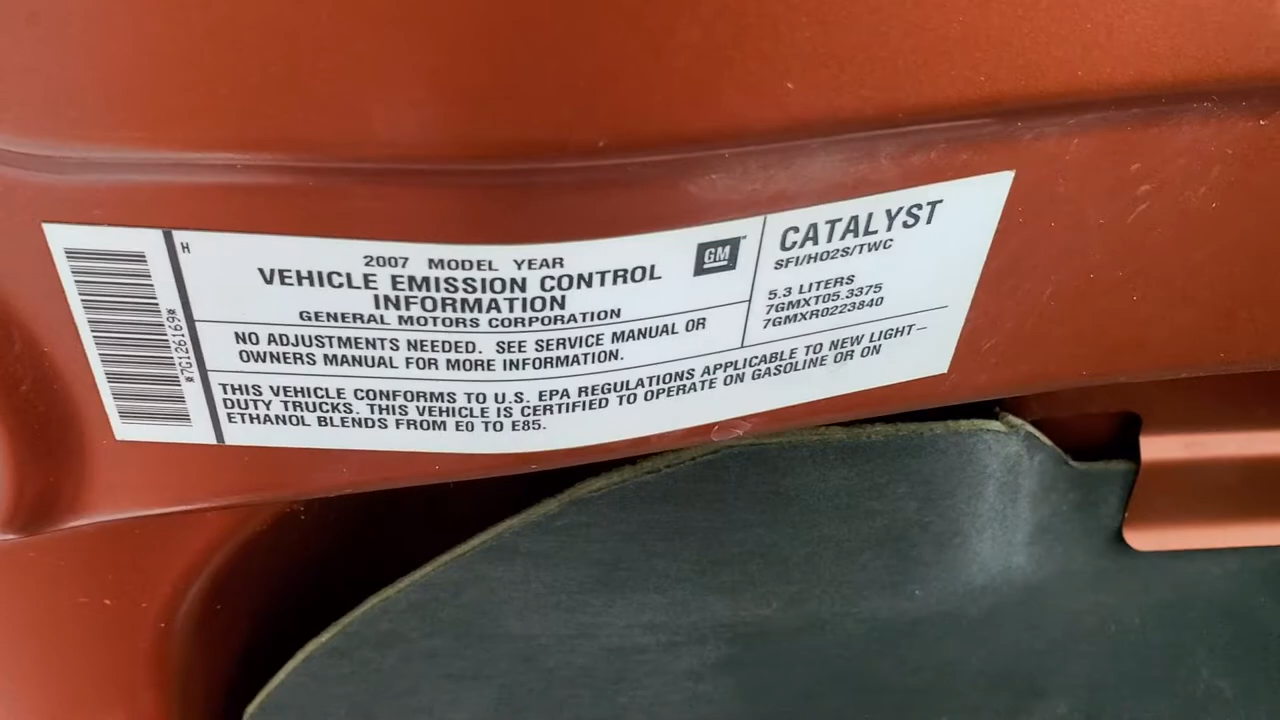 *7G126169*
H
2007 MODEL YEAR
VEHICLE EMISSION CONTROL
INFORMATION
GENERAL MOTORS CORPORATION
GM™
CATALYST
SFI/HO2S/TWC
5.3 LITERS
7GMXT05.3375
7GMXR0223840
NO ADJUSTMENTS NEEDED. SEE SERVICE MANUAL OR
OWNERS MANUAL FOR MORE INFORMATION.
THIS VEHICLE CONFORMS TO U.S. EPA REGULATIONS APPLICABLE TO NEW LIGHT-
DUTY TRUCKS. THIS VEHICLE IS CERTIFIED TO OPERATE ON GASOLINE OR ON
ETHANOL BLENDS FROM E0 TO E85.